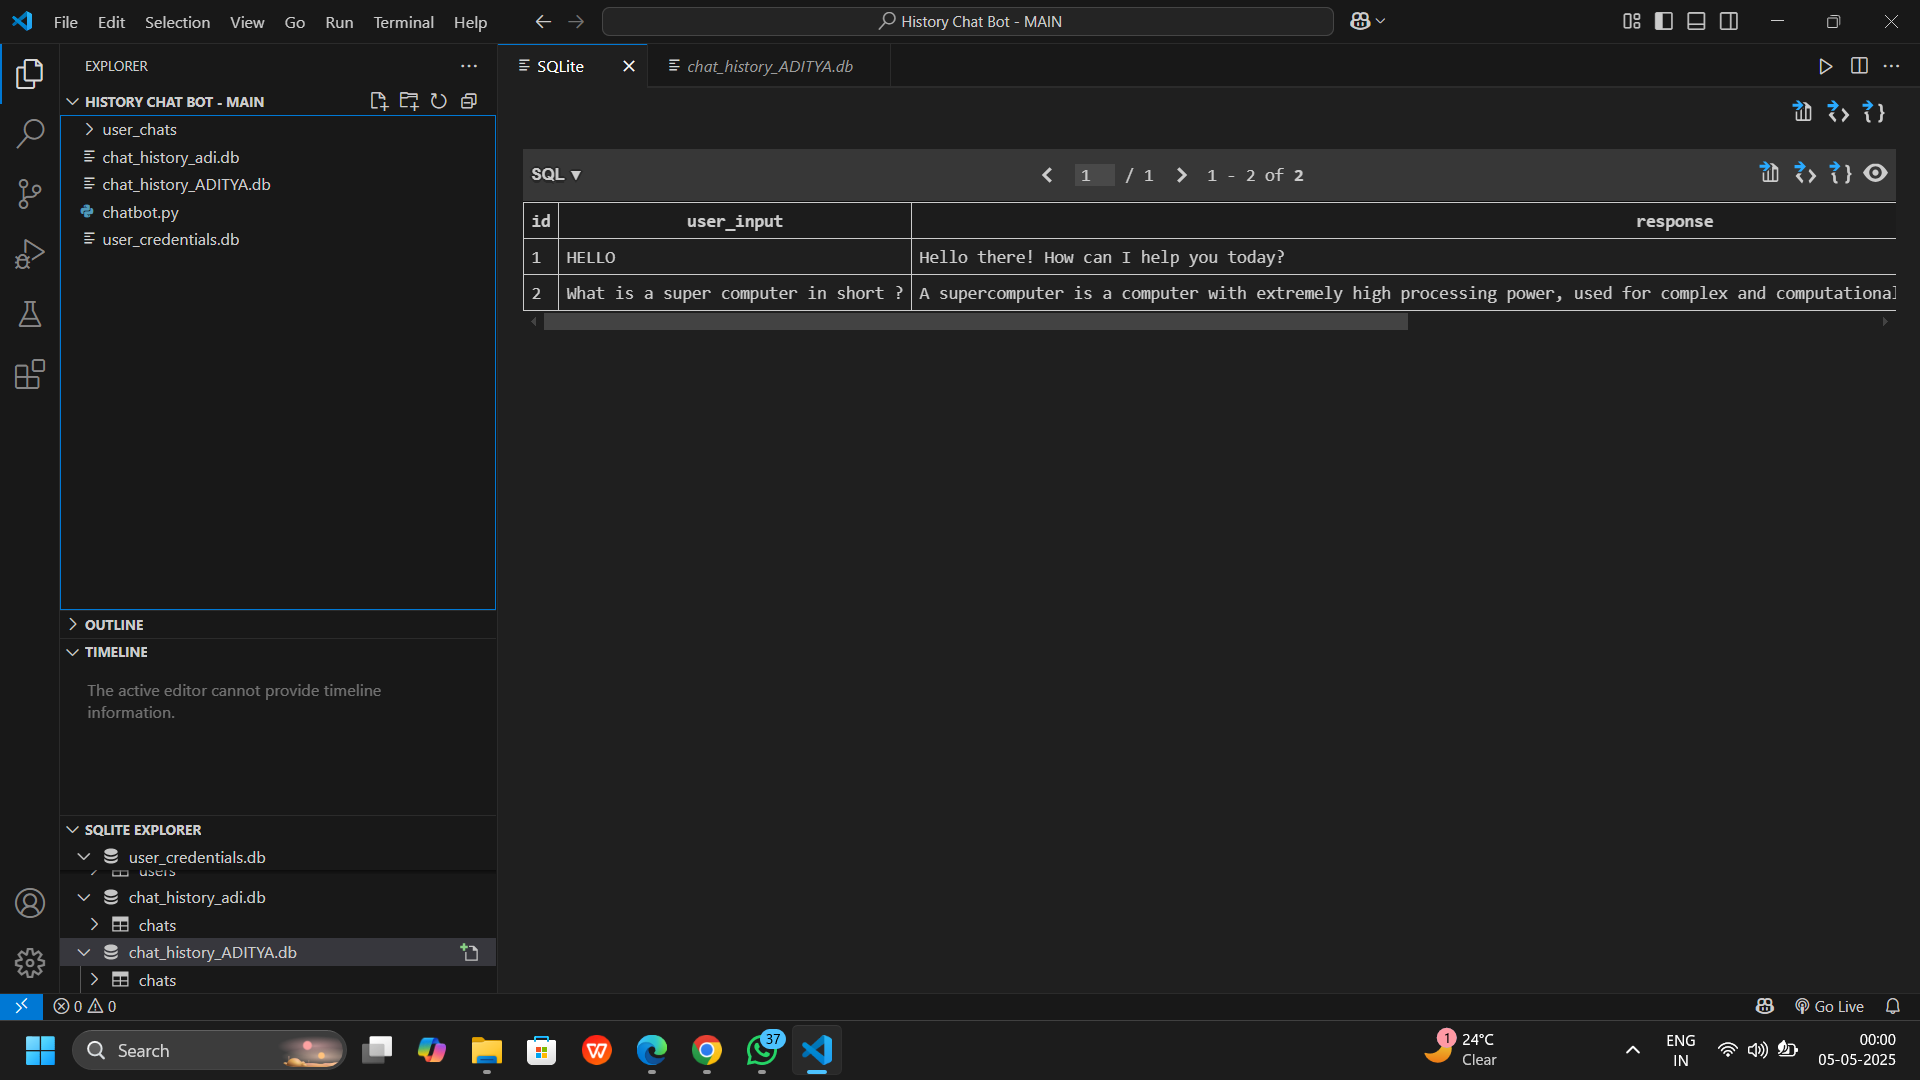 File Edit Selection View Go Run Terminal Help
History Chat Bot - MAIN
EXPLORER
SQLite
chat_history_ADITYA.db
HISTORY CHAT BOT - MAIN
user_chats
chat_history_adi.db
chat_history_ADITYA.db
chatbot.py
user_credentials.db
SQL ▼
1 / 1
1 - 2 of 2
id user_input response
1 HELLO Hello there! How can I help you today?
2 What is a super computer in short ? A supercomputer is a computer with extremely high processing power, used for complex and computational
OUTLINE
TIMELINE
The active editor cannot provide timeline
information.
SQLITE EXPLORER
user_credentials.db
users
chat_history_adi.db
chats
chat_history_ADITYA.db
chats
0 0
Go Live
Search
37
1
24°C
Clear
ENG
IN
00:00
05-05-2025